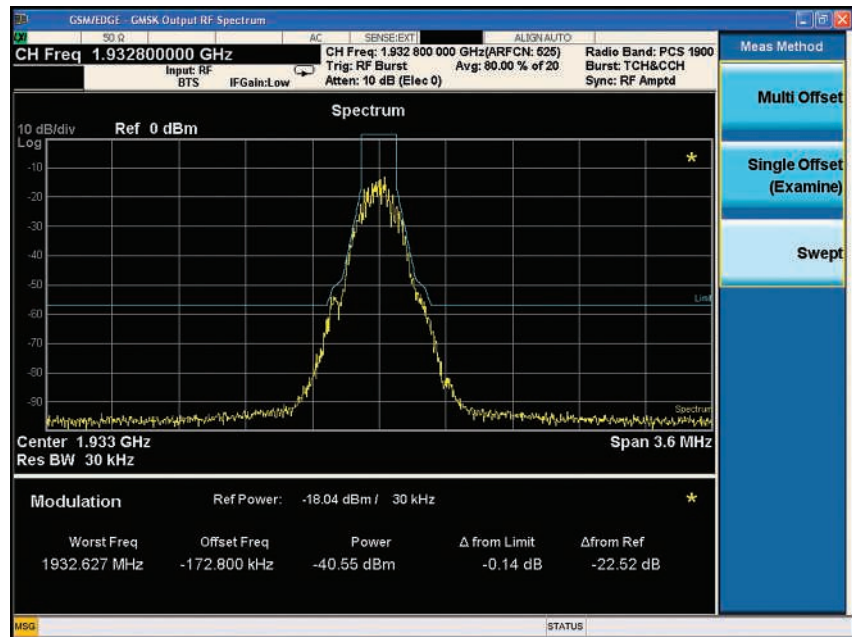 GSM/EDGE - GMSK Output RF Spectrum
50 Ω AC SENSE:EXT ALIGN AUTO
CH Freq 1.932800000 GHz
Input: RF
BTS
IFGain:Low
CH Freq: 1.932 800 000 GHz(ARFCN: 525)
Trig: RF Burst Avg: 80.00 % of 20
Atten: 10 dB (Elec 0)
Radio Band: PCS 1900
Burst: TCH&CCH
Sync: RF Amptd
Meas Method
Multi Offset
Single Offset
(Examine)
Swept
Spectrum
10 dB/div Ref 0 dBm
Log
-10
-20
-30
-40
-50
Limit
-60
-70
-80
-90
Spectrum
Center 1.933 GHz Span 3.6 MHz
Res BW 30 kHz
Modulation Ref Power: -18.04 dBm / 30 kHz *
Worst Freq Offset Freq Power Δ from Limit Δfrom Ref
1932.627 MHz -172.800 kHz -40.55 dBm -0.14 dB -22.52 dB
MSG STATUS